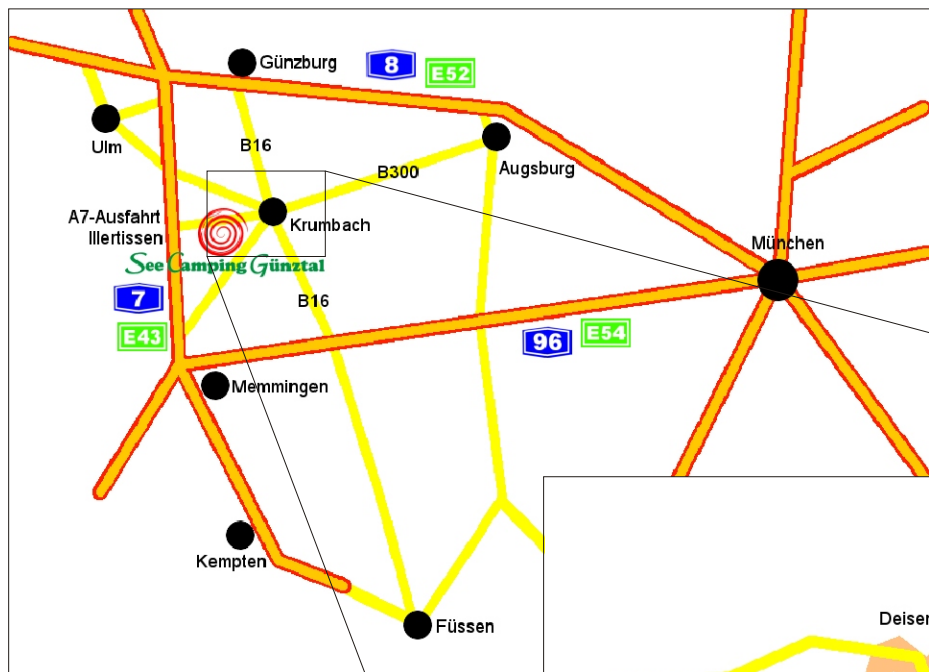 Günzburg
8
E52
Ulm
B16
B300
Augsburg
A7-Ausfahrt
Illertissen
Krumbach
See Camping Günztal
München
7
B16
E43
96
E54
Memmingen
Kempten
Füssen
Deiser